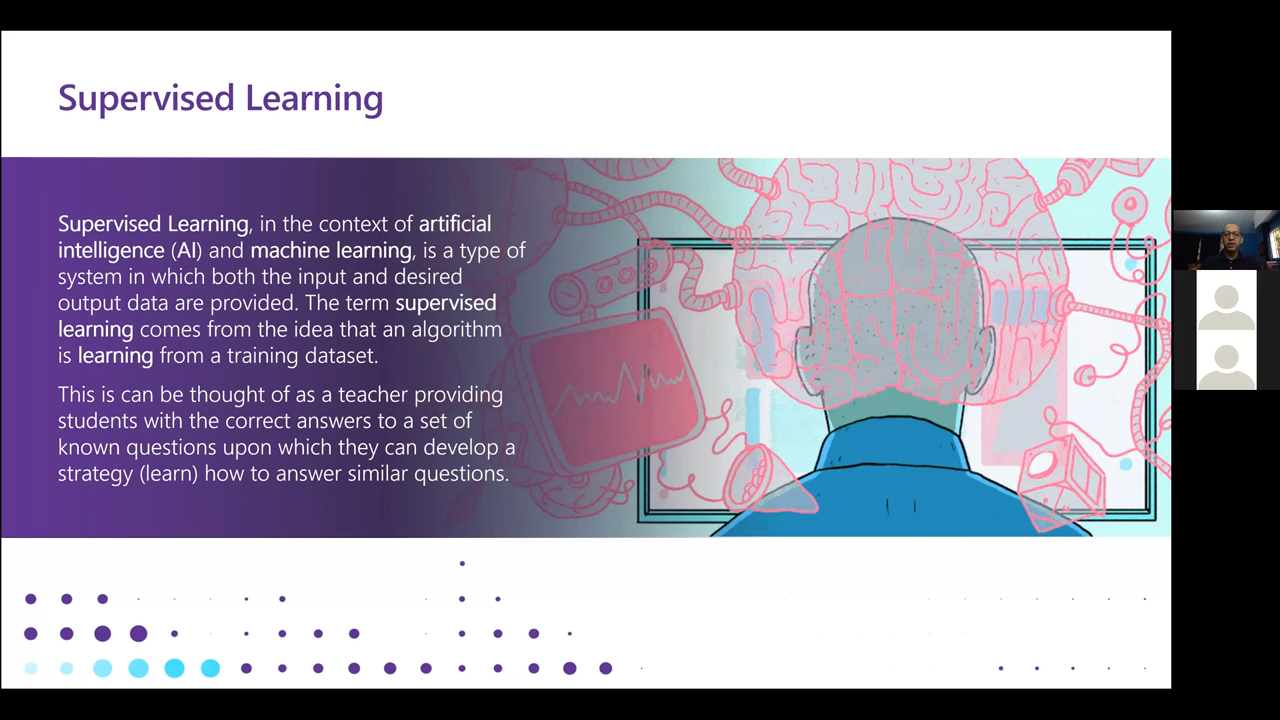 Supervised Learning
Supervised Learning, in the context of artificial
intelligence (AI) and machine learning, is a type of
system in which both the input and desired
output data are provided. The term supervised
learning comes from the idea that an algorithm
is learning from a training dataset.
This is can be thought of as a teacher providing
students with the correct answers to a set of
known questions upon which they can develop a
strategy (learn) how to answer similar questions.